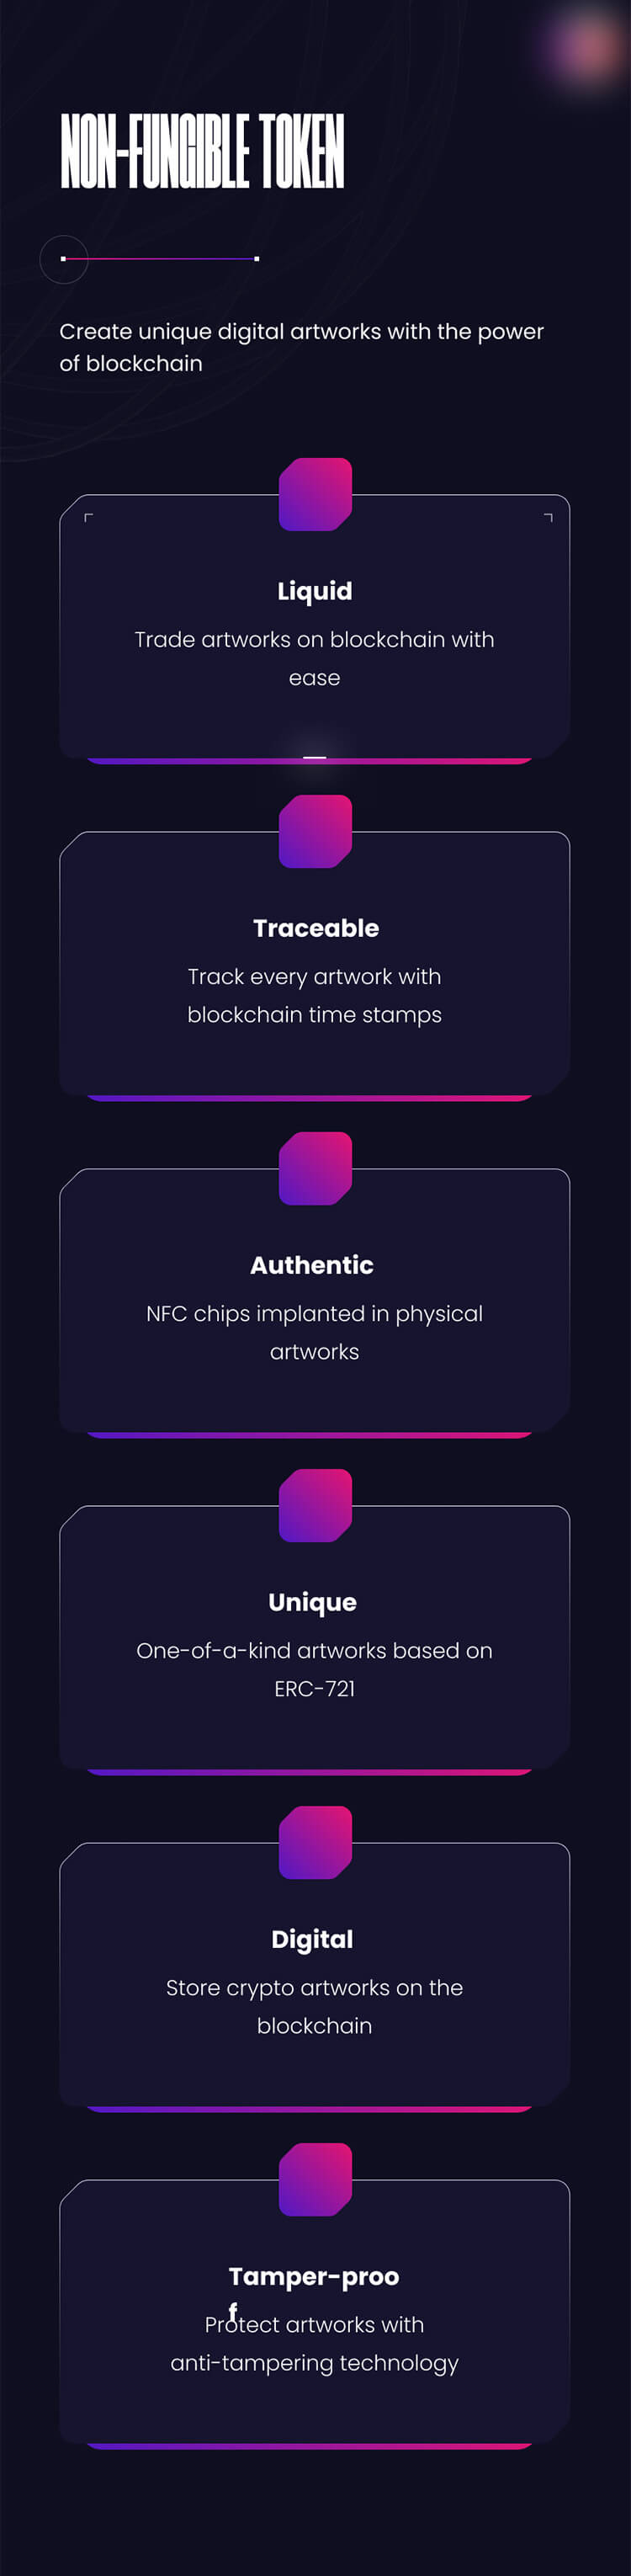 NON-FUNGIBLE TOKEN
Create unique digital artworks with the power
of blockchain
Liquid
Trade artworks on blockchain with
ease
Traceable
Track every artwork with
blockchain time stamps
Authentic
NFC chips implanted in physical
artworks
Unique
One-of-a-kind artworks based on
ERC-721
Digital
Store crypto artworks on the
blockchain
Tamper-proo
f
Protect artworks with
anti-tampering technology